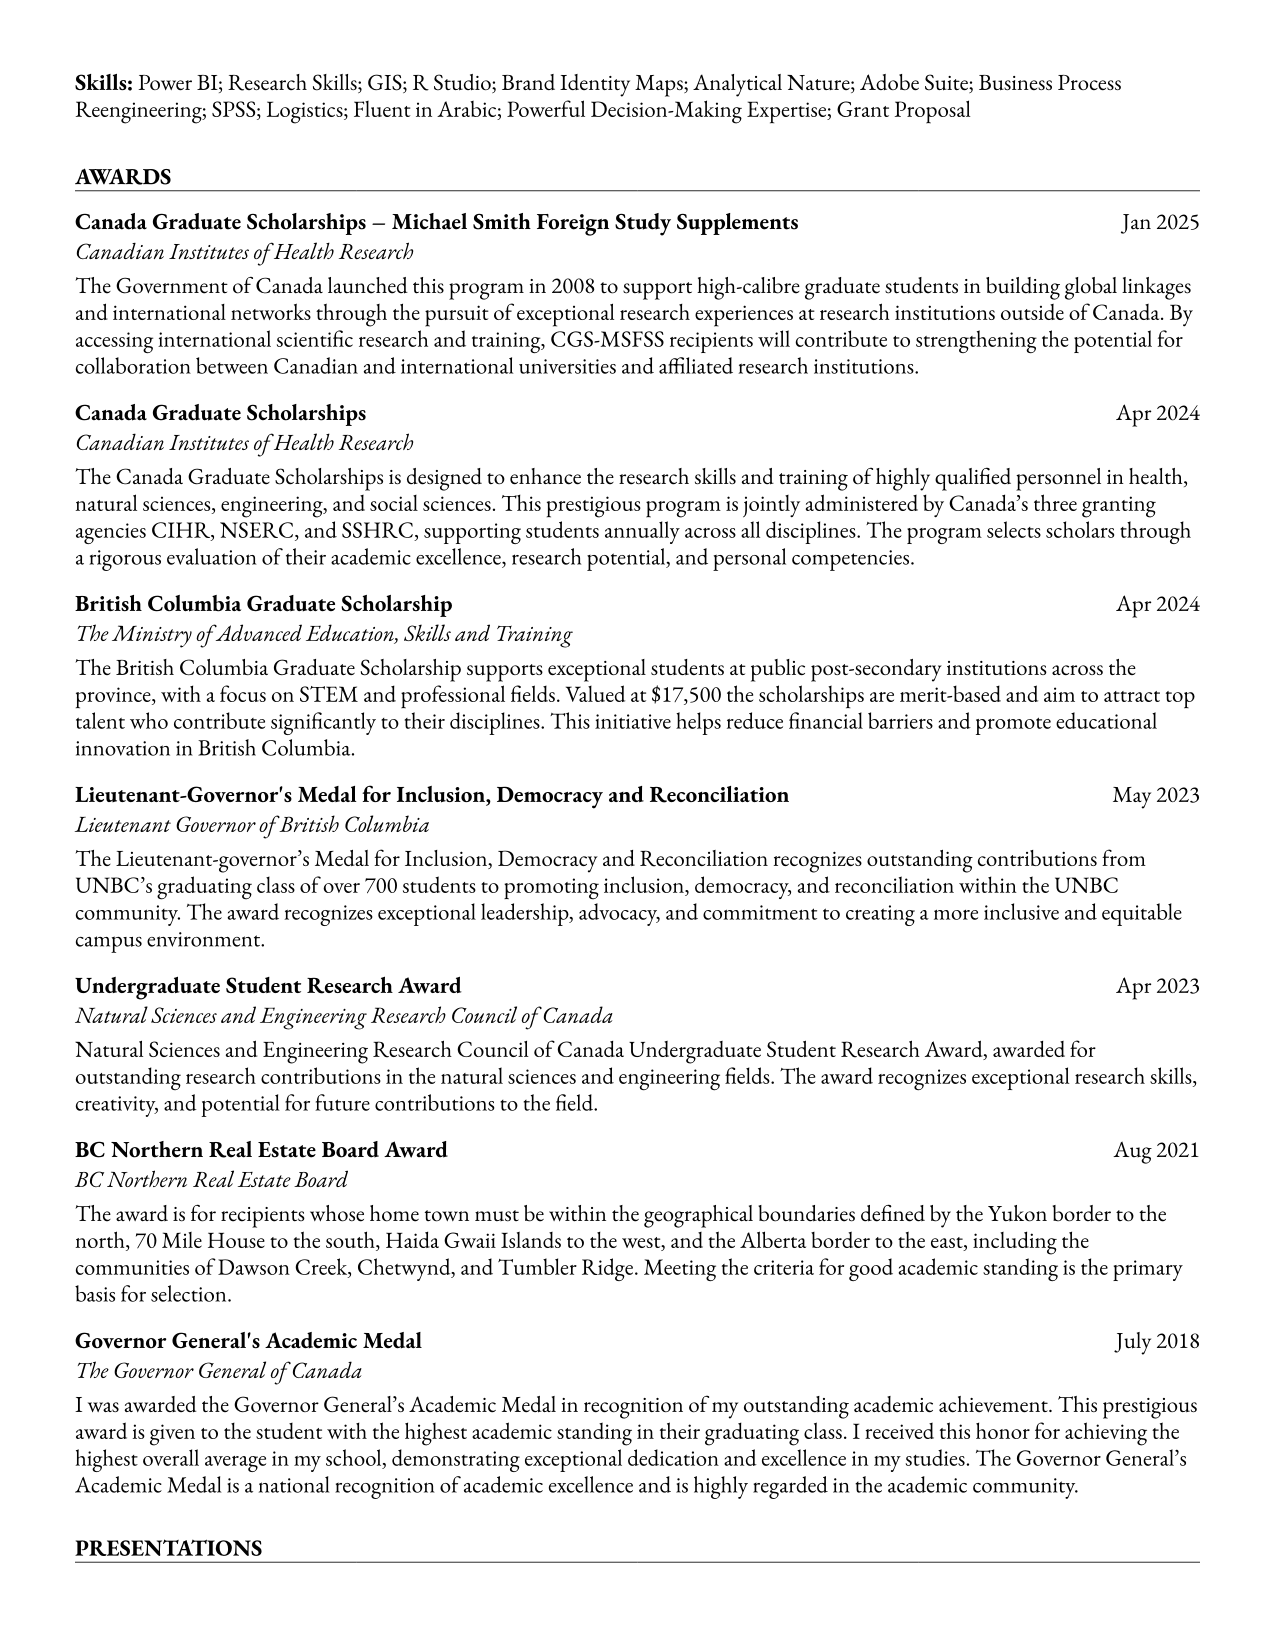 Skills: Power BI; Research Skills; GIS; R Studio; Brand Identity Maps; Analytical Nature; Adobe Suite; Business Process
Reengineering; SPSS; Logistics; Fluent in Arabic; Powerful Decision-Making Expertise; Grant Proposal
AWARDS
Canada Graduate Scholarships – Michael Smith Foreign Study Supplements Jan 2025
Canadian Institutes of Health Research
The Government of Canada launched this program in 2008 to support high-calibre graduate students in building global linkages
and international networks through the pursuit of exceptional research experiences at research institutions outside of Canada. By
accessing international scientific research and training, CGS-MSFSS recipients will contribute to strengthening the potential for
collaboration between Canadian and international universities and affiliated research institutions.
Canada Graduate Scholarships Apr 2024
Canadian Institutes of Health Research
The Canada Graduate Scholarships is designed to enhance the research skills and training of highly qualified personnel in health,
natural sciences, engineering, and social sciences. This prestigious program is jointly administered by Canada’s three granting
agencies CIHR, NSERC, and SSHRC, supporting students annually across all disciplines. The program selects scholars through
a rigorous evaluation of their academic excellence, research potential, and personal competencies.
British Columbia Graduate Scholarship Apr 2024
The Ministry of Advanced Education, Skills and Training
The British Columbia Graduate Scholarship supports exceptional students at public post-secondary institutions across the
province, with a focus on STEM and professional fields. Valued at $17,500 the scholarships are merit-based and aim to attract top
talent who contribute significantly to their disciplines. This initiative helps reduce financial barriers and promote educational
innovation in British Columbia.
Lieutenant-Governor's Medal for Inclusion, Democracy and Reconciliation May 2023
Lieutenant Governor of British Columbia
The Lieutenant-governor’s Medal for Inclusion, Democracy and Reconciliation recognizes outstanding contributions from
UNBC’s graduating class of over 700 students to promoting inclusion, democracy, and reconciliation within the UNBC
community. The award recognizes exceptional leadership, advocacy, and commitment to creating a more inclusive and equitable
campus environment.
Undergraduate Student Research Award Apr 2023
Natural Sciences and Engineering Research Council of Canada
Natural Sciences and Engineering Research Council of Canada Undergraduate Student Research Award, awarded for
outstanding research contributions in the natural sciences and engineering fields. The award recognizes exceptional research skills,
creativity, and potential for future contributions to the field.
BC Northern Real Estate Board Award Aug 2021
BC Northern Real Estate Board
The award is for recipients whose home town must be within the geographical boundaries defined by the Yukon border to the
north, 70 Mile House to the south, Haida Gwaii Islands to the west, and the Alberta border to the east, including the
communities of Dawson Creek, Chetwynd, and Tumbler Ridge. Meeting the criteria for good academic standing is the primary
basis for selection.
Governor General's Academic Medal July 2018
The Governor General of Canada
I was awarded the Governor General’s Academic Medal in recognition of my outstanding academic achievement. This prestigious
award is given to the student with the highest academic standing in their graduating class. I received this honor for achieving the
highest overall average in my school, demonstrating exceptional dedication and excellence in my studies. The Governor General’s
Academic Medal is a national recognition of academic excellence and is highly regarded in the academic community.
PRESENTATIONS